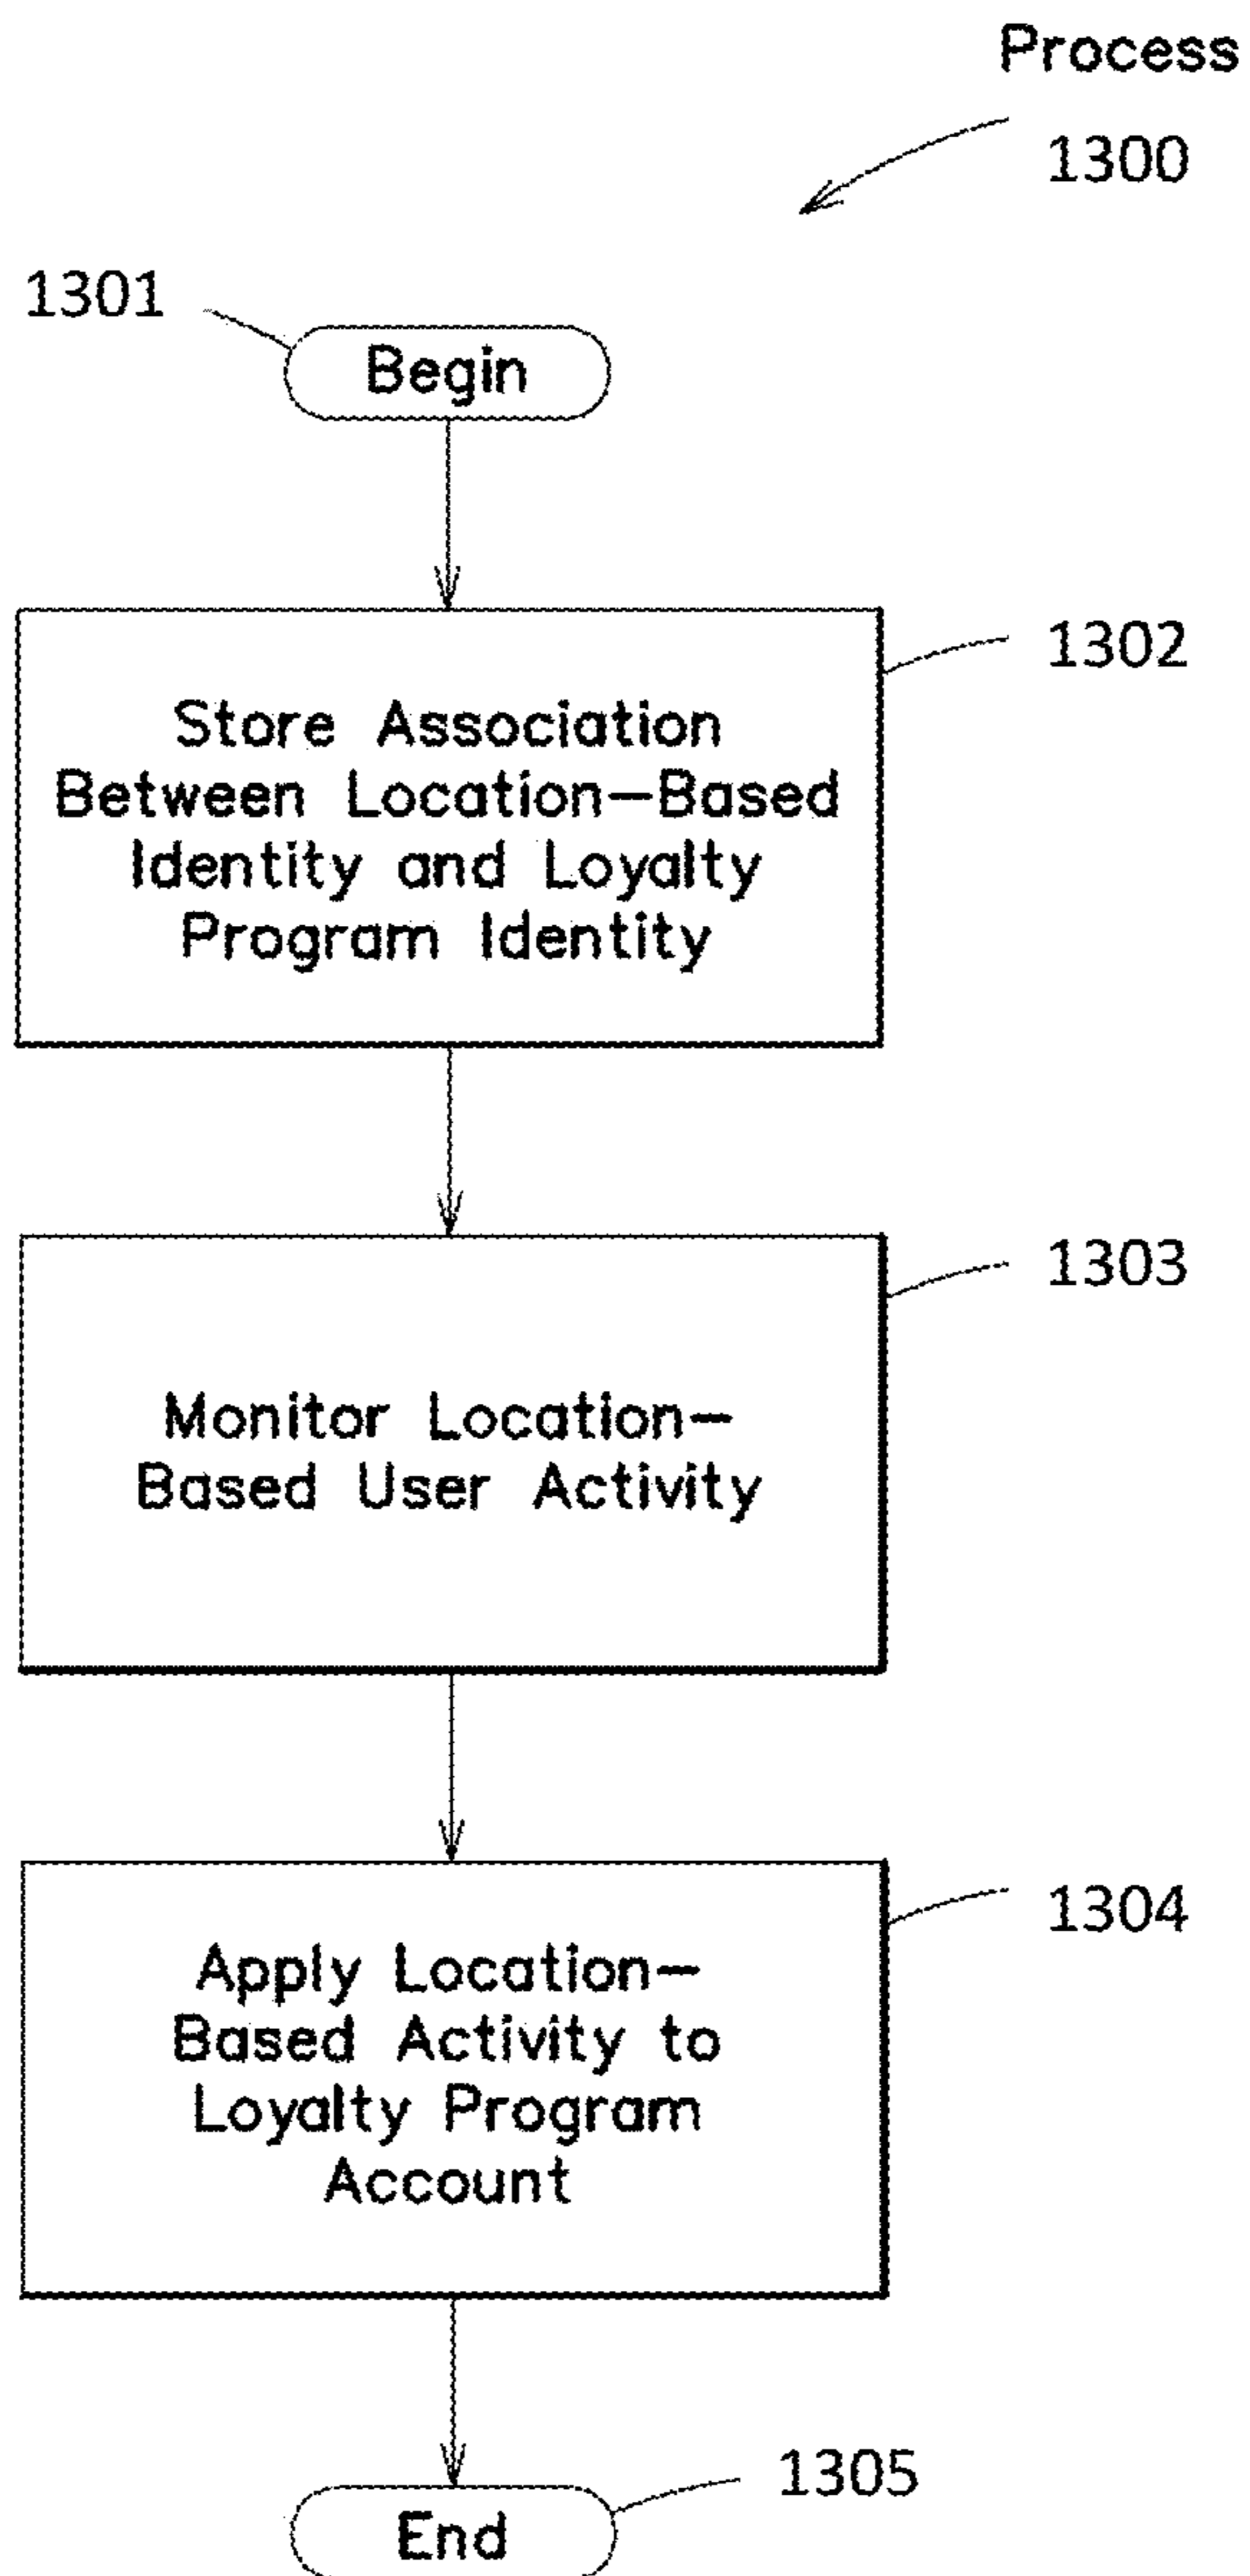 Process
1300
1301
Begin
1302
Store Association
Between Location-Based
Identity and Loyalty
Program Identity
1303
Monitor Location-
Based User Activity
1304
Apply Location-
Based Activity to
Loyalty Program
Account
1305
End